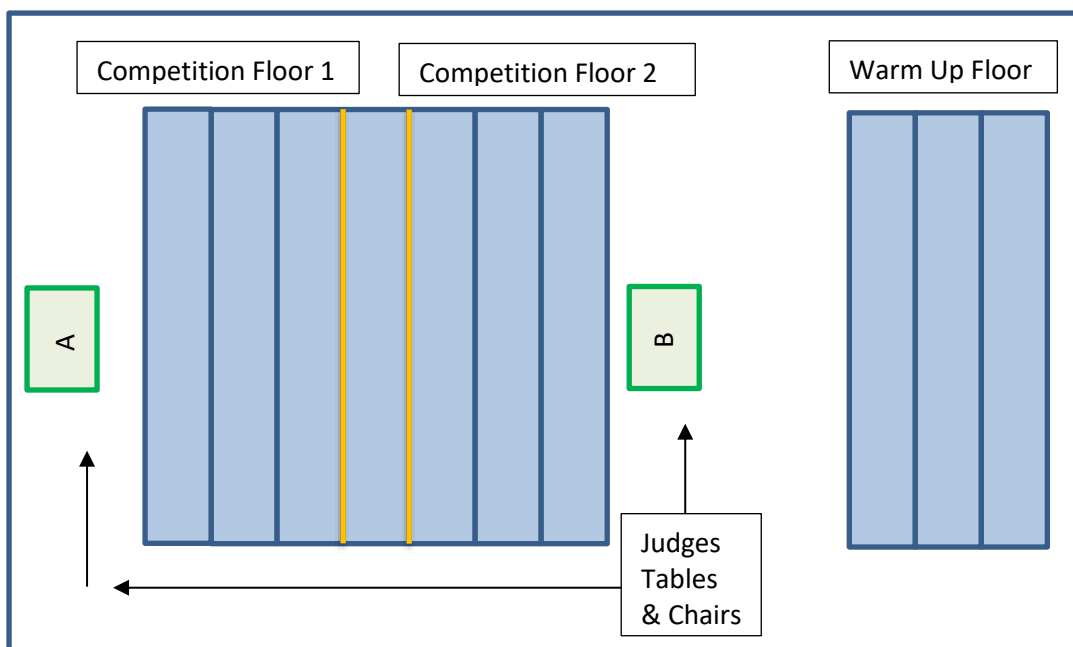 Competition Floor 1
Competition Floor 2
Warm Up Floor
A
B
Judges
Tables
& Chairs